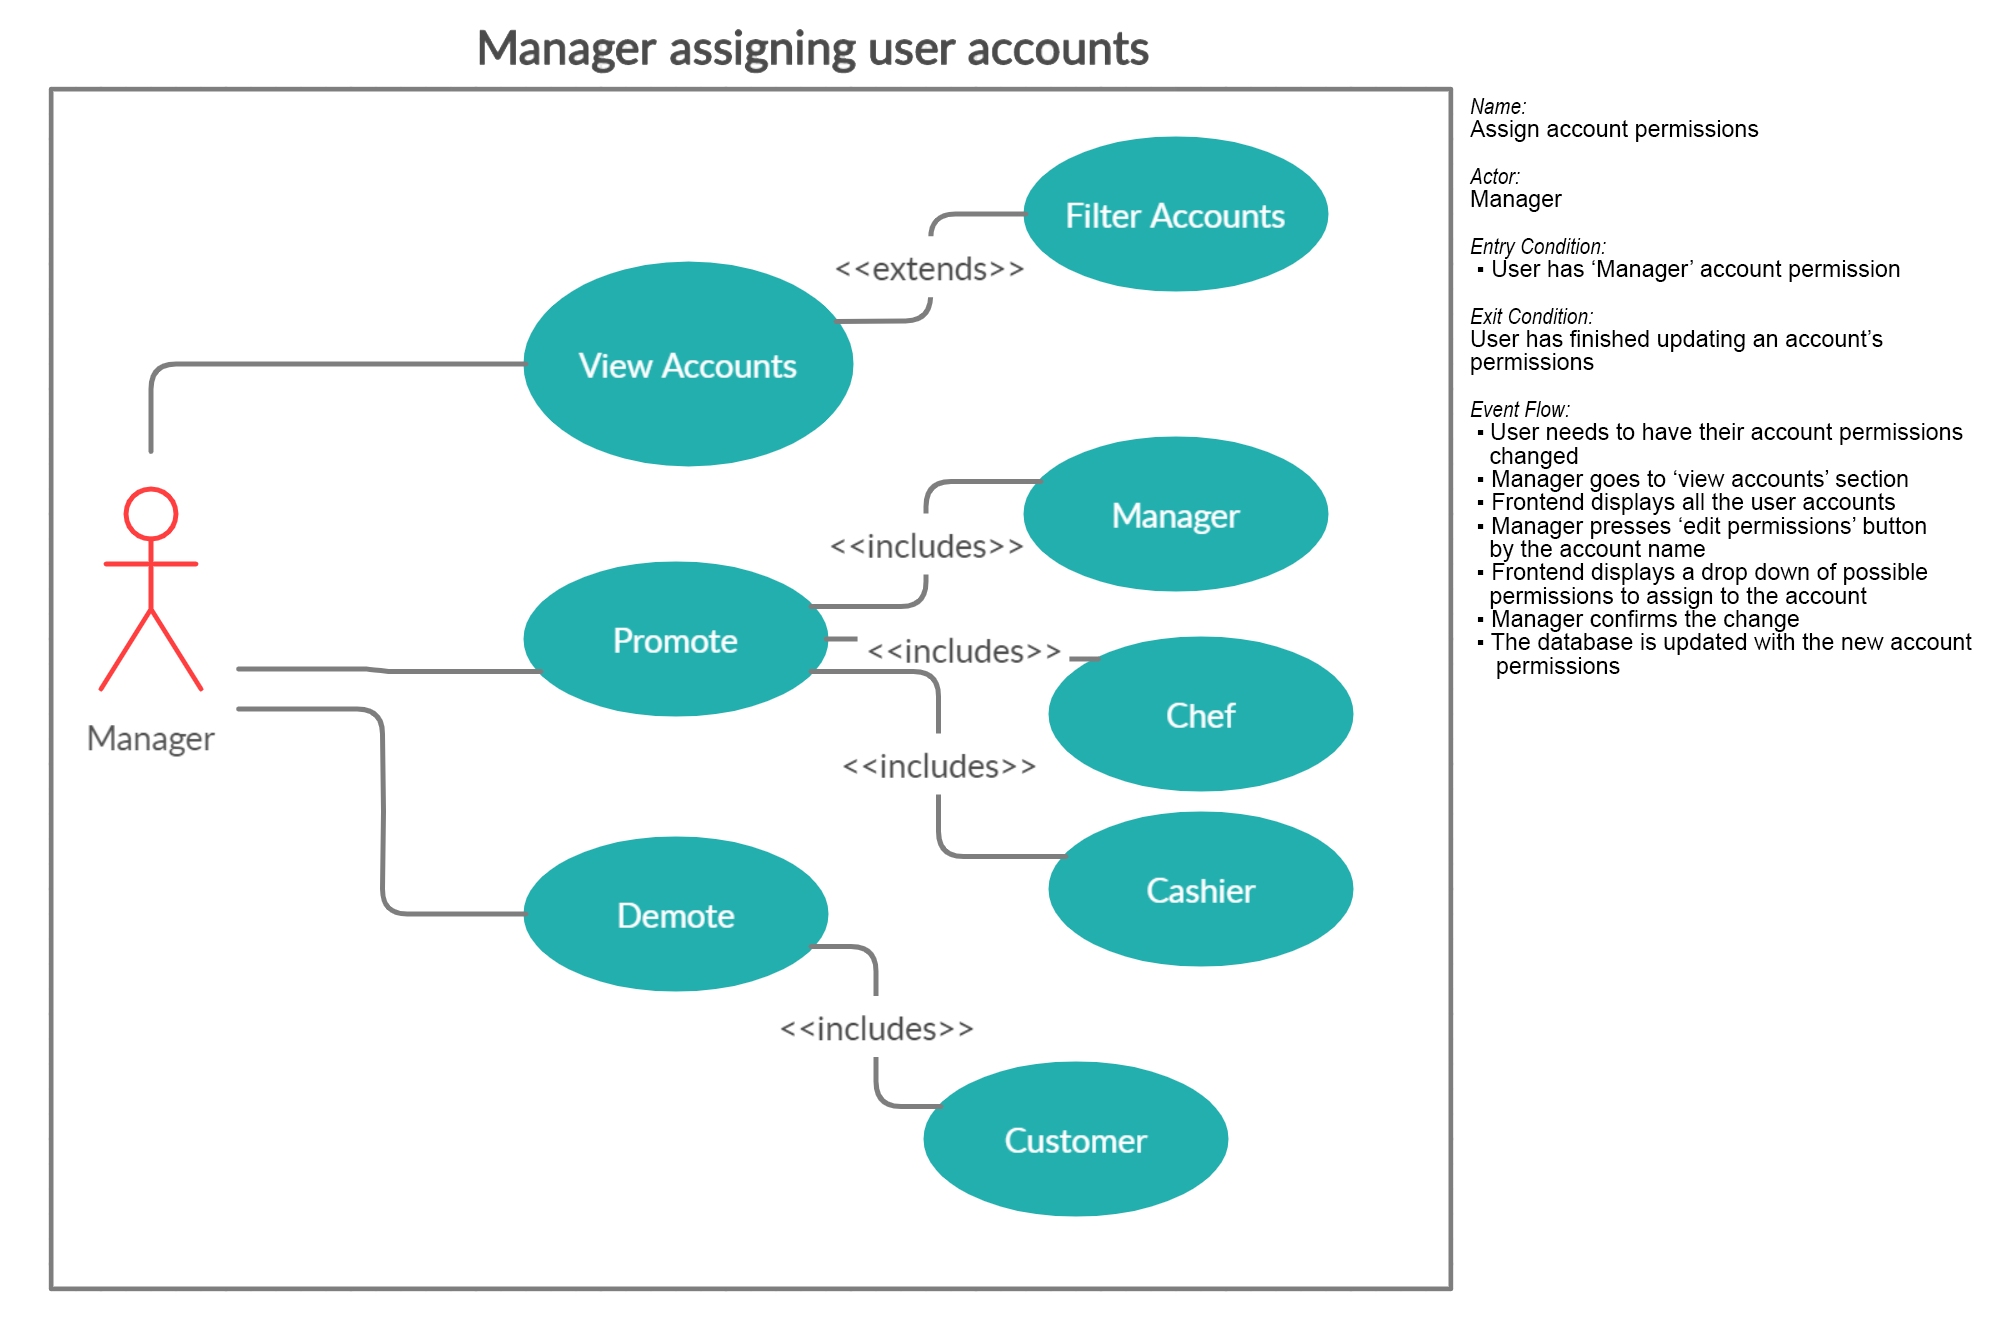 Manager assigning user accounts
Filter Accounts
<<extends>>
View Accounts
Manager
<<includes>>
Promote
<<includes>>
Chef
Manager
<<includes>>
Cashier
Demote
<<includes>>
Customer
Name:
Assign account permissions
Actor:
Manager
Entry Condition:
▪ User has ‘Manager’ account permission
Exit Condition:
User has finished updating an account’s
permissions
Event Flow:
▪ User needs to have their account permissions
changed
▪ Manager goes to ‘view accounts’ section
▪ Frontend displays all the user accounts
▪ Manager presses ‘edit permissions’ button
by the account name
▪ Frontend displays a drop down of possible
permissions to assign to the account
▪ Manager confirms the change
▪ The database is updated with the new account
permissions